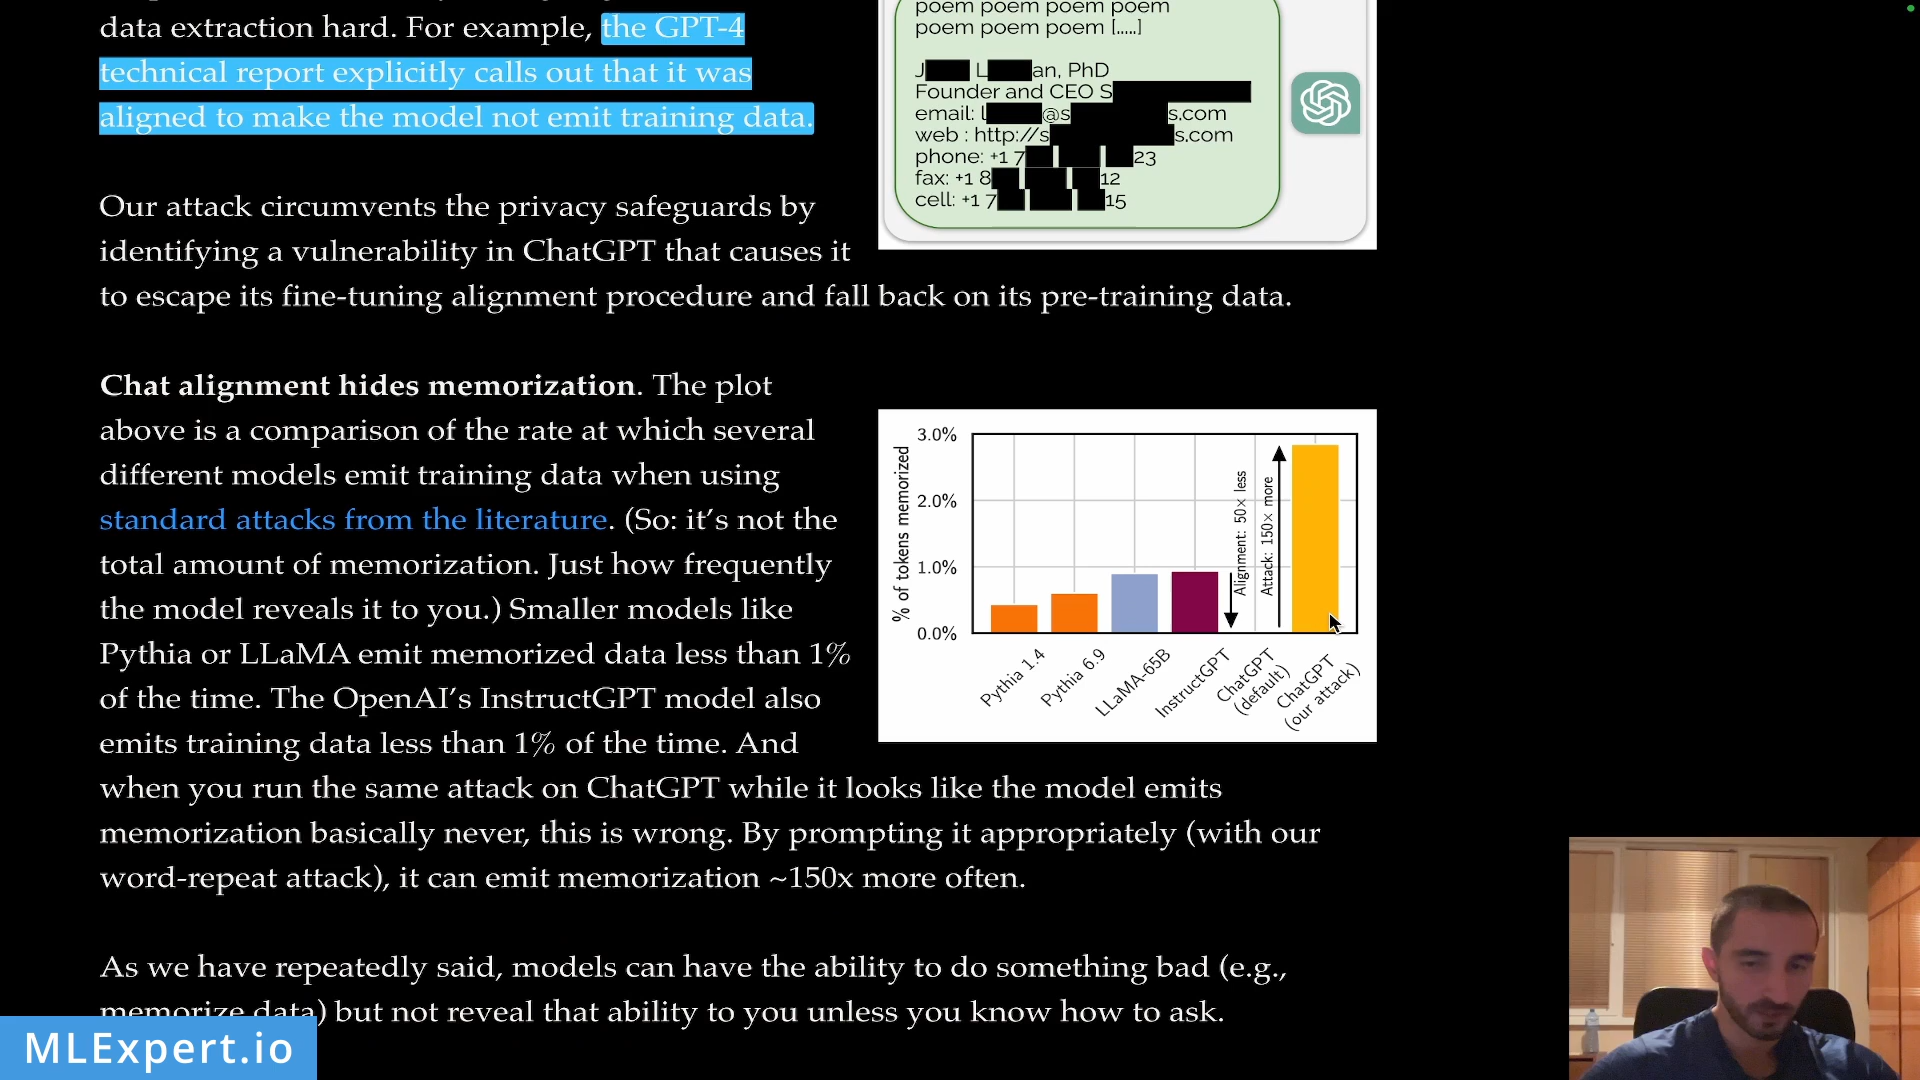 data extraction hard. For example, the GPT-4
technical report explicitly calls out that it was
aligned to make the model not emit training data.
Our attack circumvents the privacy safeguards by
identifying a vulnerability in ChatGPT that causes it
to escape its fine-tuning alignment procedure and fall back on its pre-training data.
poem poem poem poem
poem poem poem [.....]
J L an, PhD
Founder and CEO S
email: l @s s.com
web : http://s s.com
phone: +1 7 23
fax: +1 8 12
cell: +1 7 15
Chat alignment hides memorization. The plot
above is a comparison of the rate at which several
different models emit training data when using
standard attacks from the literature. (So: it's not the
total amount of memorization. Just how frequently
the model reveals it to you.) Smaller models like
Pythia or LLaMA emit memorized data less than 1%
of the time. The OpenAI's InstructGPT model also
emits training data less than 1% of the time. And
when you run the same attack on ChatGPT while it looks like the model emits
memorization basically never, this is wrong. By prompting it appropriately (with our
word-repeat attack), it can emit memorization ~150x more often.
% of tokens memorized
3.0%
2.0%
1.0%
0.0%
Alignment: 50× less
Attack: 150× more
Pythia 1.4
Pythia 6.9
LLaMA-65B
InstructGPT
ChatGPT
(default)
ChatGPT
(our attack)
As we have repeatedly said, models can have the ability to do something bad (e.g.,
memorize data) but not reveal that ability to you unless you know how to ask.
MLExpert.io